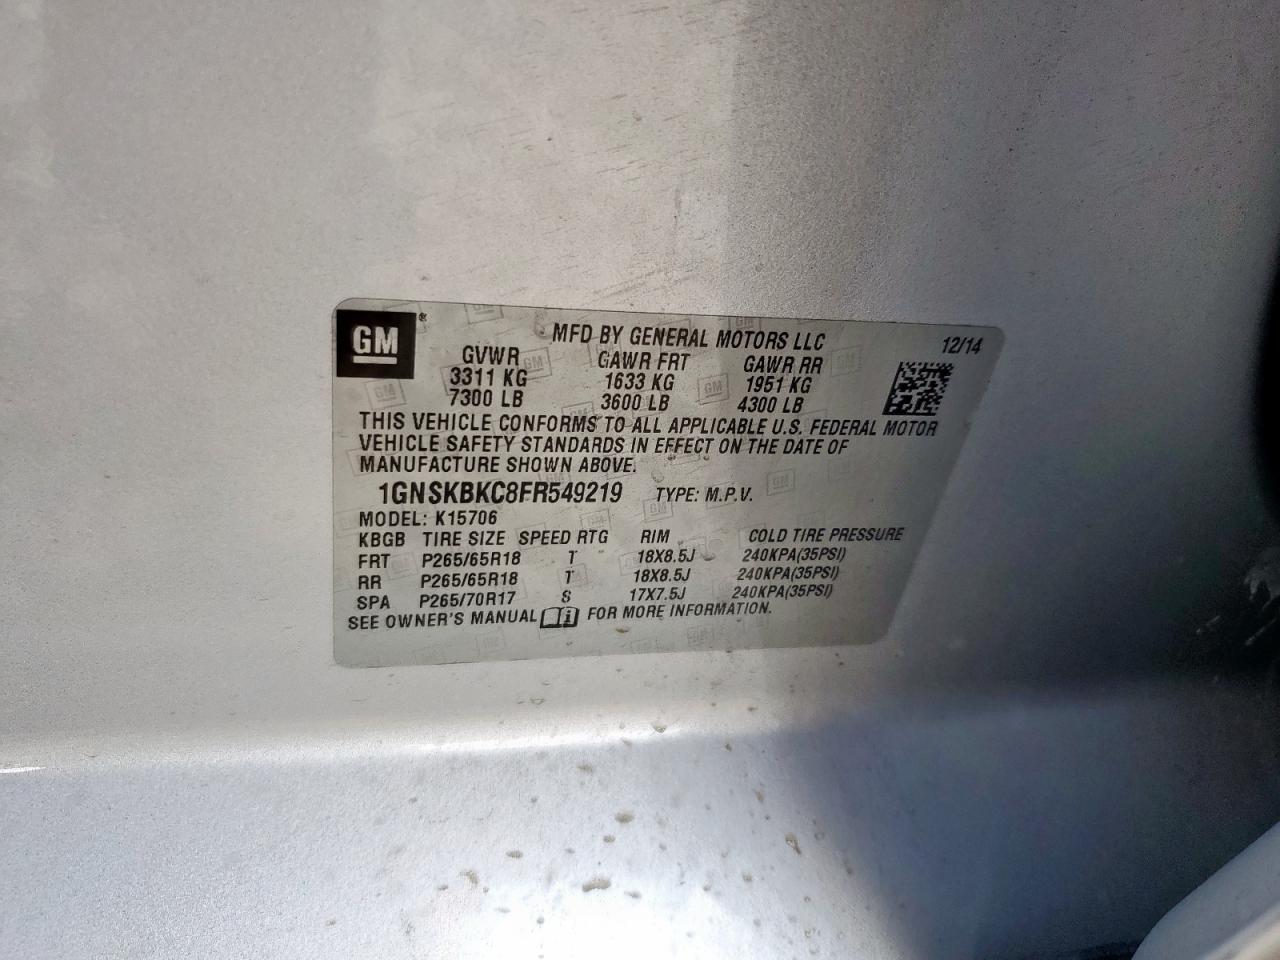 GM ®
MFD BY GENERAL MOTORS LLC 12/14
GVWR GAWR FRT GAWR RR
3311 KG 1633 KG 1951 KG
7300 LB 3600 LB 4300 LB
THIS VEHICLE CONFORMS TO ALL APPLICABLE U.S. FEDERAL MOTOR
VEHICLE SAFETY STANDARDS IN EFFECT ON THE DATE OF
MANUFACTURE SHOWN ABOVE.
1GNSKBKC8FR549219 TYPE: M.P.V.
MODEL: K15706
KBGB TIRE SIZE SPEED RTG RIM COLD TIRE PRESSURE
FRT P265/65R18 T 18X8.5J 240KPA(35PSI)
RR P265/65R18 T 18X8.5J 240KPA(35PSI)
SPA P265/70R17 S 17X7.5J 240KPA(35PSI)
SEE OWNER'S MANUAL i FOR MORE INFORMATION.